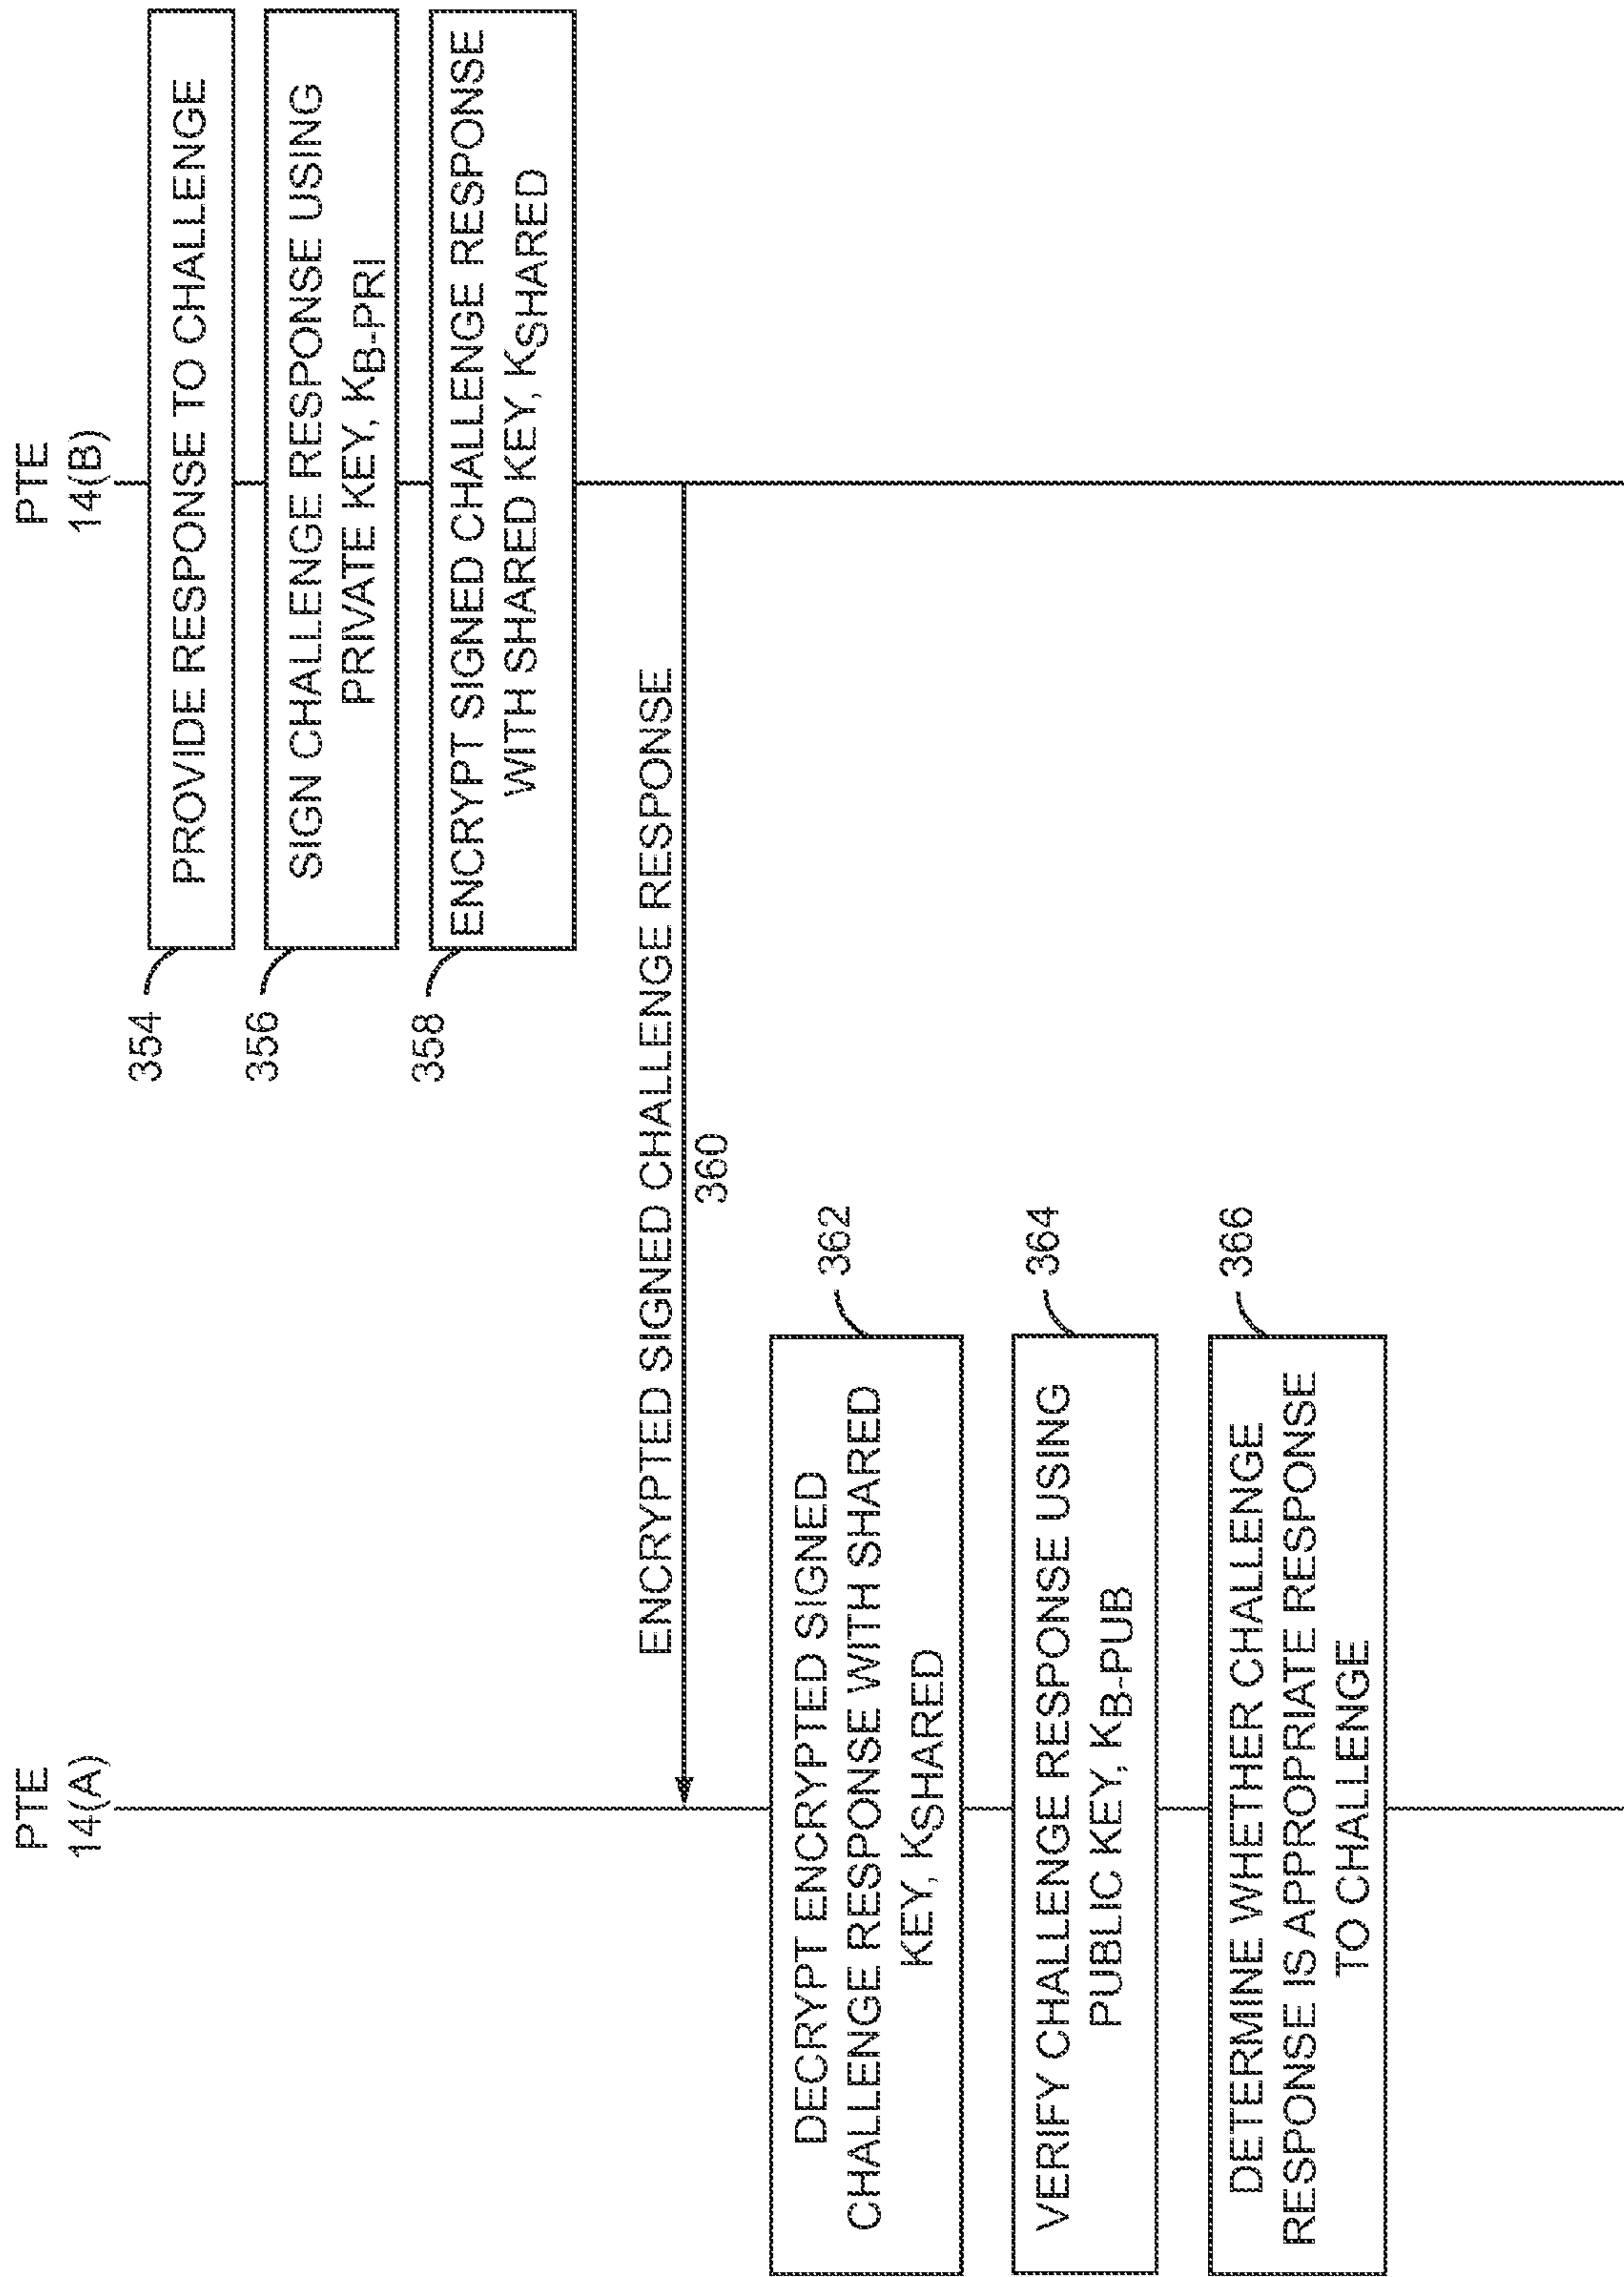 PTE
14(A)
PTE
14(B)
354
PROVIDE RESPONSE TO CHALLENGE
356
SIGN CHALLENGE RESPONSE USING
PRIVATE KEY, KB-PRI
358
ENCRYPT SIGNED CHALLENGE RESPONSE
WITH SHARED KEY, KSHARED
ENCRYPTED SIGNED CHALLENGE RESPONSE
360
DECRYPT ENCRYPTED SIGNED
CHALLENGE RESPONSE WITH SHARED
KEY, KSHARED
362
VERIFY CHALLENGE RESPONSE USING
PUBLIC KEY, KB-PUB
364
DETERMINE WHETHER CHALLENGE
RESPONSE IS APPROPRIATE RESPONSE
TO CHALLENGE
366